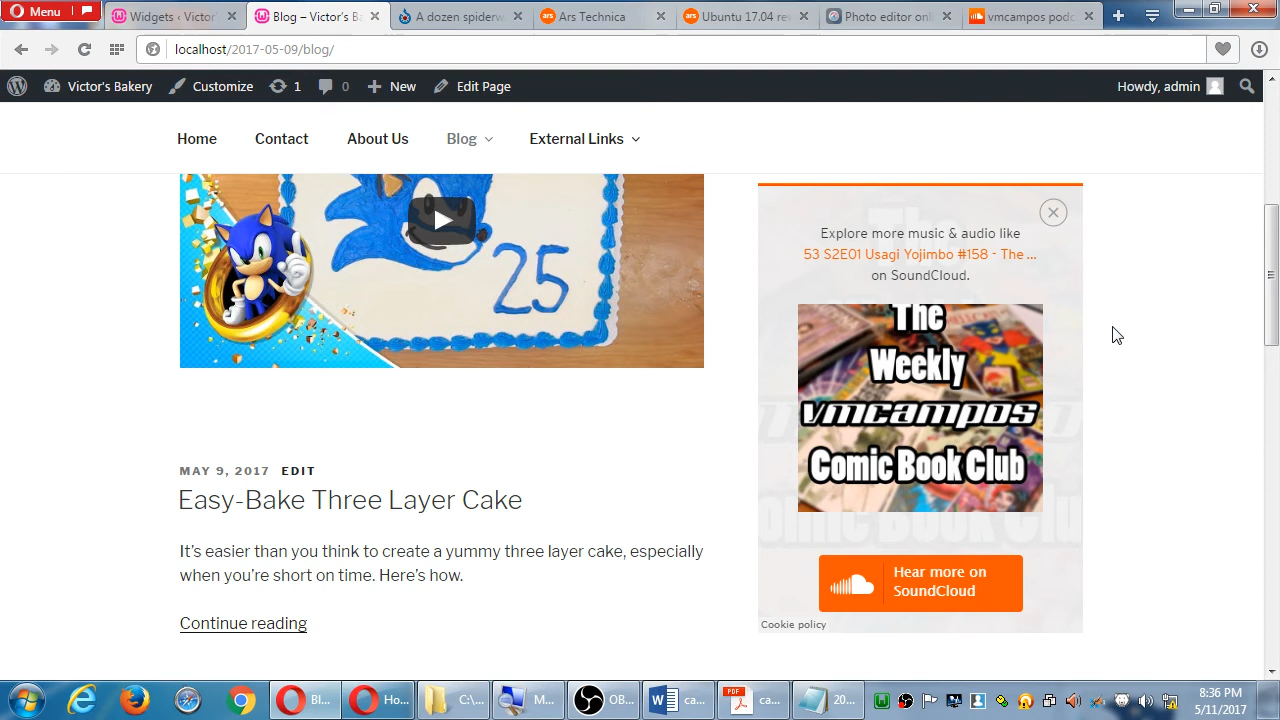 Menu
Widgets ‹ Victor'
Blog – Victor's Ba
A dozen spiderw
Ars Technica
Ubuntu 17.04 rev
Photo editor onli
vmcampos podc
localhost/2017-05-09/blog/
Victor's Bakery
Customize
1
0
New
Edit Page
Howdy, admin
Home
Contact
About Us
Blog
External Links
25
Explore more music & audio like
53 S2E01 Usagi Yojimbo #158 - The ...
on SoundCloud.
The
Weekly
vmcampos
Comic Book Club
MAY 9, 2017 EDIT
Easy-Bake Three Layer Cake
It's easier than you think to create a yummy three layer cake, especially
when you're short on time. Here's how.
Continue reading
Hear more on
SoundCloud
Cookie policy
Bl...
Ho...
C:\...
M...
OB...
ca...
ca...
20...
8:36 PM
5/11/2017